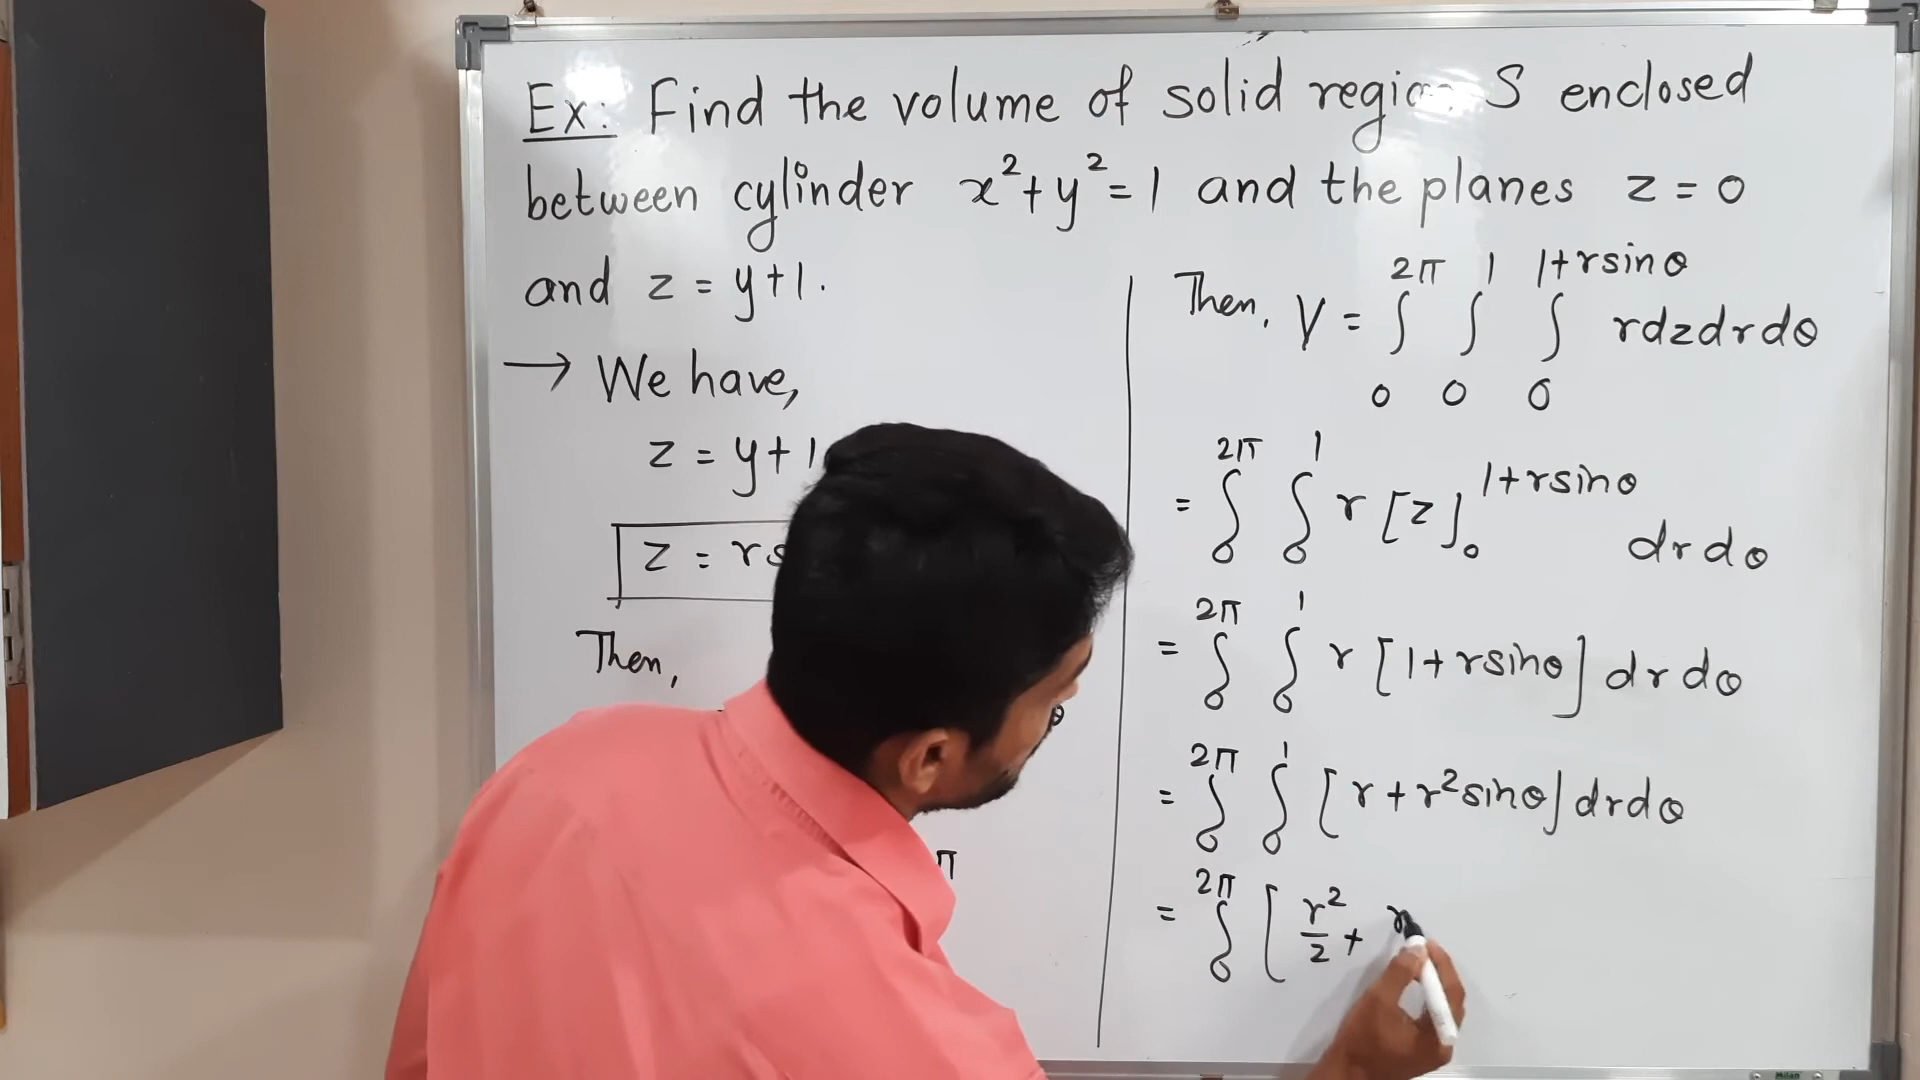 Ex: Find the volume of solid region S enclosed
between cylinder x²+y²=1 and the planes z = 0
and z = y+1.
→ We have,
z = y+1
z = rs
Then,
θ
π
Then, V = ∫₀^2π ∫₀^1 ∫₀^1+rsinθ rdzdrdθ
= ∫₀^2π ∫₀^1 r [z]₀^1+rsinθ drdθ
= ∫₀^2π ∫₀^1 r [1+rsinθ] drdθ
= ∫₀^2π ∫₀^1 [r+r²sinθ] drdθ
= ∫₀^2π [ r²/2 + r
Milan